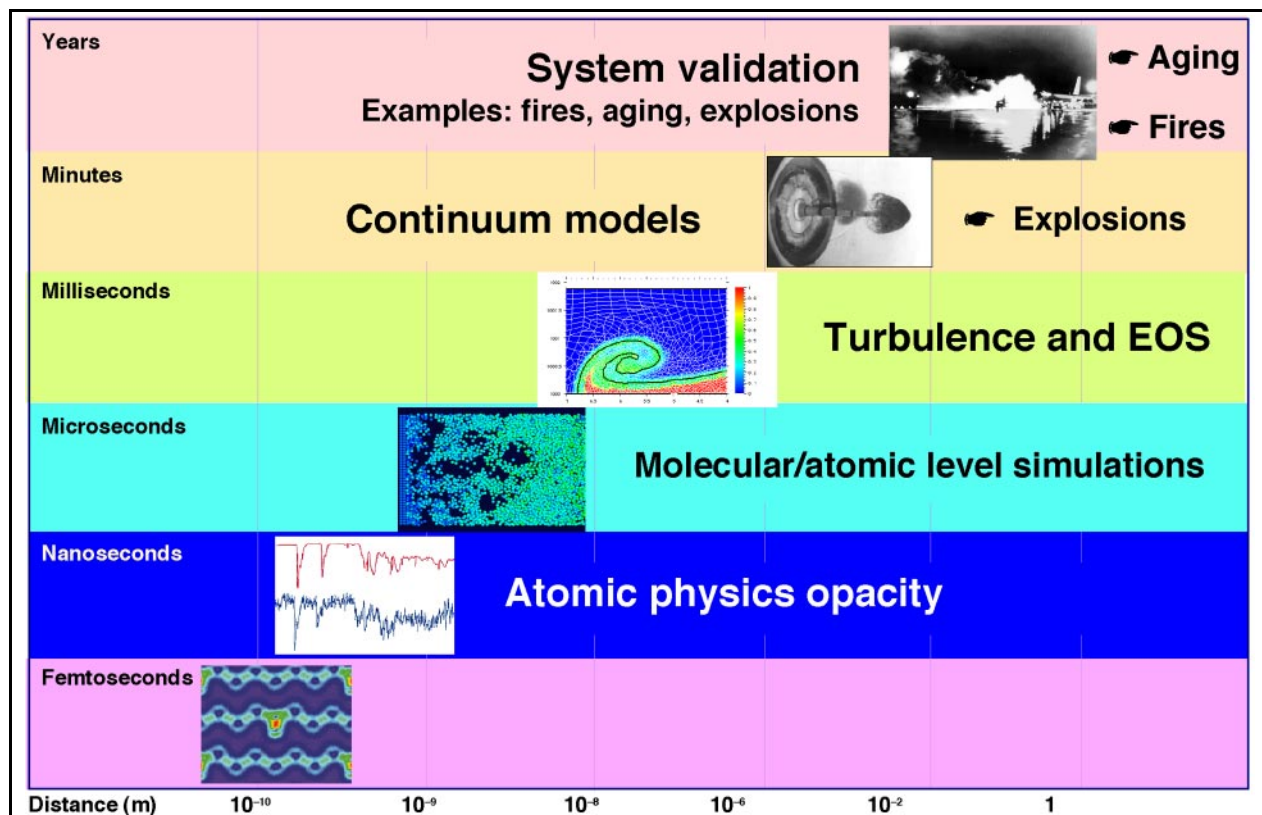 Years
System validation
Examples: fires, aging, explosions
☛ Aging
☛ Fires
Minutes
Continuum models
☛ Explosions
Milliseconds
Turbulence and EOS
Microseconds
Molecular/atomic level simulations
Nanoseconds
Atomic physics opacity
Femtoseconds
Distance (m) 10⁻¹⁰ 10⁻⁹ 10⁻⁸ 10⁻⁶ 10⁻² 1